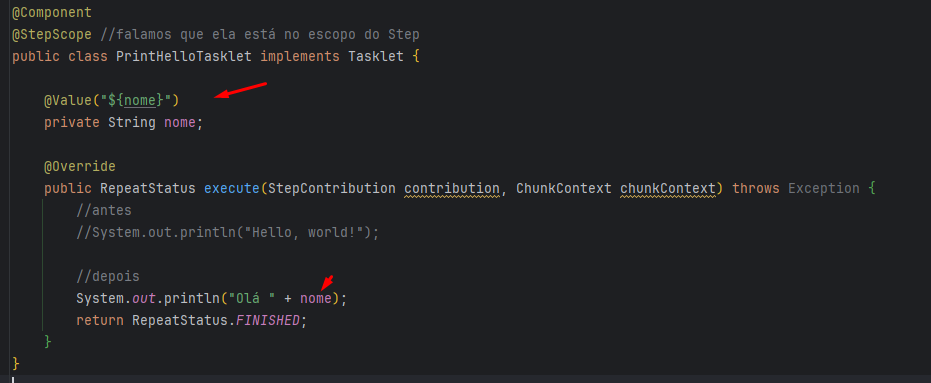 @Component
@StepScope //falamos que ela está no escopo do Step
public class PrintHelloTasklet implements Tasklet {
@Value("${nome}")
private String nome;
@Override
public RepeatStatus execute(StepContribution contribution, ChunkContext chunkContext) throws Exception {
//antes
//System.out.println("Hello, world!");
//depois
System.out.println("Olá " + nome);
return RepeatStatus.FINISHED;
}
}